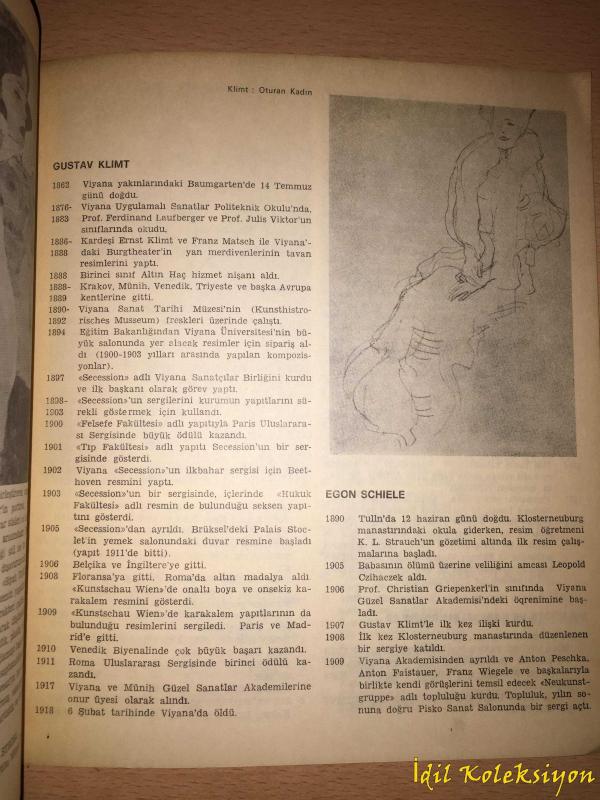 Klimt : Oturan Kadın
GUSTAV KLIMT
1862 Viyana yakınlarındaki Baumgarten'de 14 Temmuz
günü doğdu.
1876- Viyana Uygulamalı Sanatlar Politeknik Okulu'nda,
1883 Prof. Ferdinand Laufberger ve Prof. Julis Viktor'un
sınıflarında okudu.
1886- Kardeşi Ernst Klimt ve Franz Matsch ile Viyana'-
1888 daki Burgtheater'in yan merdivenlerinin tavan
resimlerini yaptı.
1888 Birinci sınıf Altın Haç hizmet nişanı aldı.
1888- Krakov, Münih, Venedik, Triyeste ve başka Avrupa
1889 kentlerine gitti.
1890- Viyana Sanat Tarihi Müzesi'nin (Kunsthisto-
1892 risches Museum) freskleri üzerinde çalıştı.
1894 Eğitim Bakanlığından Viyana Üniversitesi'nin bü-
yük salonunda yer alacak resimler için sipariş al-
dı (1900-1903 yılları arasında yapılan kompozis-
yonlar).
1897 «Secession» adlı Viyana Sanatçılar Birliğini kurdu
ve ilk başkanı olarak görev yaptı.
1898- «Secession»'un sergilerini kurumun yapıtlarını sü-
1903 rekli göstermek için kullandı.
1900 «Felsefe Fakültesi» adlı yapıtıyla Paris Uluslarara-
sı Sergisinde büyük ödülü kazandı.
1901 «Tıp Fakültesi» adlı yapıtı Secession'un bir ser-
gisinde gösterildi.
1902 Viyana «Secession»'un ilkbahar sergisi için Beet-
hoven resmini yaptı.
1903 «Secession»'un bir sergisinde, içlerinde «Hukuk
Fakültesi» adlı resmin de bulunduğu seksen yapı-
tını gösterdi.
1905 «Secession»'dan ayrıldı. Brüksel'deki Palais Stoc-
let'in yemek salonundaki duvar resmine başladı
(yapıt 1911'de bitti).
1906 Belçika ve İngiltere'ye gitti.
1908 Floransa'ya gitti. Roma'da altın madalya aldı.
«Kunstschau Wien»'de onaltı boya ve onsekiz ka-
rakalem resmini gösterdi.
1909 «Kunstschau Wien»'de karakalem yapıtlarının da
bulunduğu resimlerini sergiledi. Paris ve Mad-
rid'e gitti.
1910 Venedik Biyenalinde çok büyük başarı kazandı.
1911 Roma Uluslararası Sergisinde birinci ödülü ka-
zandı.
1917 Viyana ve Münih Güzel Sanatlar Akademilerine
onur üyesi olarak alındı.
1918 6 Şubat tarihinde Viyana'da öldü.
EGON SCHIELE
1890 Tulln'da 12 haziran günü doğdu. Klosterneuburg
manastırındaki okula giderken, resim öğretmeni
K. L. Strauch'un gözetimi altında ilk resim çalış-
malarına başladı.
1905 Babasının ölümü üzerine veliliğini amcası Leopold
Czihaczek aldı.
1906 Prof. Christian Griepenkerl'in sınıfında Viyana
Güzel Sanatlar Akademisi'ndeki öğrenimine baş-
ladı.
1907 Gustav Klimt'le ilk kez ilişki kurdu.
1908 İlk kez Klosterneuburg manastırında düzenlenen
bir sergiye katıldı.
1909 Viyana Akademisinden ayrıldı ve Anton Peschka,
Anton Faistauer, Franz Wiegele ve başkalarıyla
birlikte kendi görüşlerini temsil edecek «Neukunst-
gruppe» adlı topluluğu kurdu. Topluluk, yılın so-
nuna doğru Pisko Sanat Salonunda bir sergi açtı.
İdil Koleksiyon